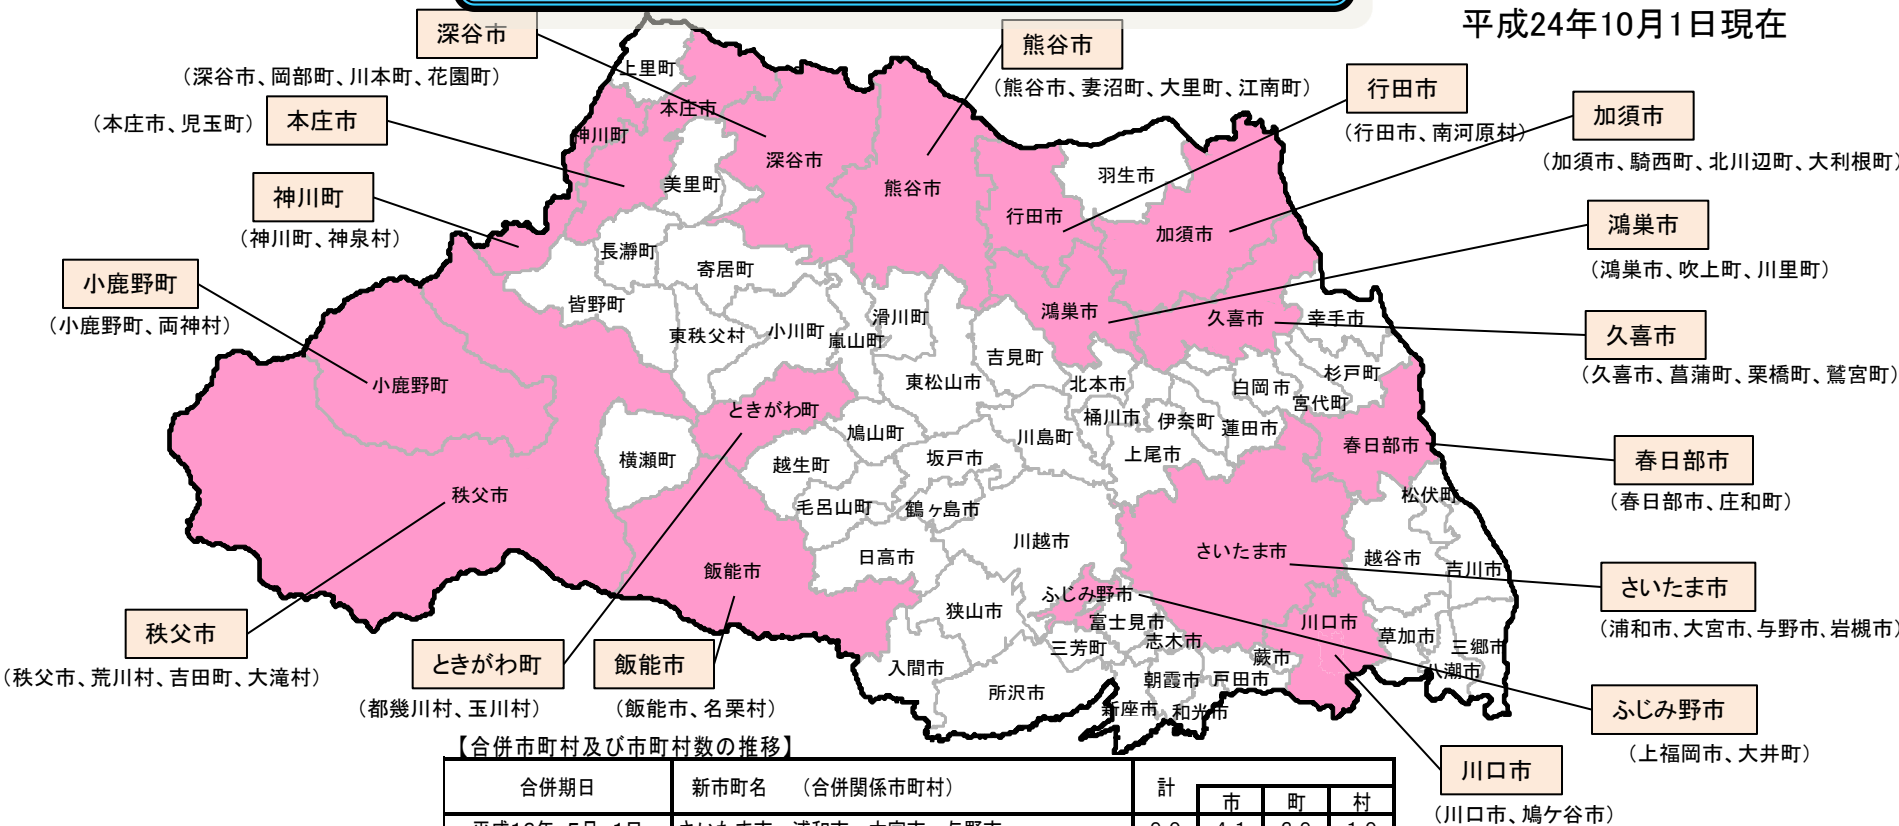 平成24年10月1日現在
深谷市
(深谷市、岡部町、川本町、花園町)
熊谷市
(熊谷市、妻沼町、大里町、江南町)
行田市
(行田市、南河原村)
加須市
(加須市、騎西町、北川辺町、大利根町)
本庄市
(本庄市、児玉町)
神川町
(神川町、神泉村)
鴻巣市
(鴻巣市、吹上町、川里町)
小鹿野町
(小鹿野町、両神村)
久喜市
(久喜市、菖蒲町、栗橋町、鷲宮町)
春日部市
(春日部市、庄和町)
さいたま市
(浦和市、大宮市、与野市、岩槻市)
秩父市
(秩父市、荒川村、吉田町、大滝村)
ときがわ町
(都幾川村、玉川村)
飯能市
(飯能市、名栗村)
ふじみ野市
(上福岡市、大井町)
川口市
(川口市、鳩ケ谷市)
上里町
本庄市
神川町
深谷市
美里町
熊谷市
羽生市
行田市
加須市
長瀞町
寄居町
皆野町
東秩父村
小川町
嵐山町
滑川町
鴻巣市
久喜市
幸手市
吉見町
小鹿野町
東松山市
北本市
白岡市
杉戸町
宮代町
ときがわ町
鳩山町
川島町
桶川市
伊奈町
蓮田市
春日部市
横瀬町
越生町
坂戸市
上尾市
秩父市
毛呂山町
鶴ヶ島市
松伏町
日高市
川越市
さいたま市
越谷市
吉川市
飯能市
狭山市
ふじみ野市
富士見市
川口市
三芳町
志木市
草加市
三郷市
入間市
蕨市
八潮市
所沢市
朝霞市
戸田市
新座市
和光市
【合併市町村及び市町村数の推移】
合併期日 新市町名 (合併関係市町村) 計 市 町 村